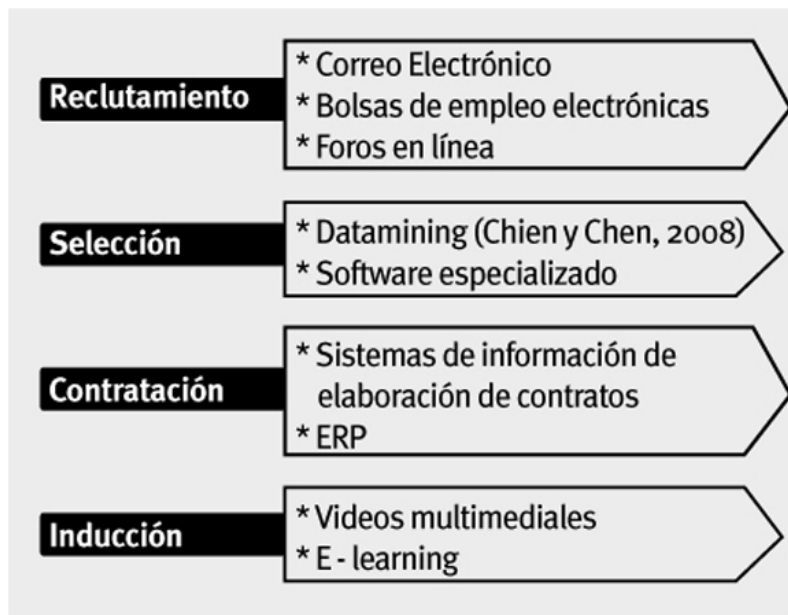 Reclutamiento
* Correo Electrónico
* Bolsas de empleo electrónicas
* Foros en línea
Selección
* Datamining (Chien y Chen, 2008)
* Software especializado
Contratación
* Sistemas de información de
elaboración de contratos
* ERP
Inducción
* Videos multimediales
* E - learning